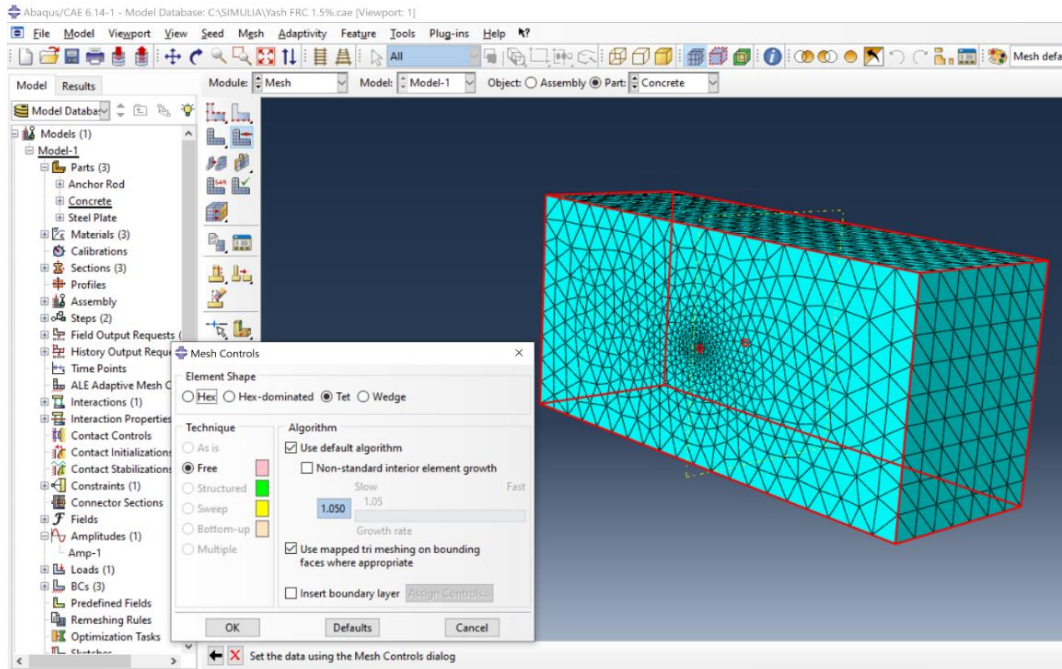 Abaqus/CAE 6.14-1 - Model Database: C:\SIMULIA\Yash FRC 1.5%.cae [Viewport: 1]
File Model Viewport View Seed Mesh Adaptivity Feature Tools Plug-ins Help
All
Mesh defa
Model Results
Module: Mesh Model: Model-1 Object: Assembly Part: Concrete
Model Databa
Models (1)
Model-1
Parts (3)
Anchor Rod
Concrete
Steel Plate
Materials (3)
Calibrations
Sections (3)
Profiles
Assembly
Steps (2)
Field Output Requests (
History Output Reque
Time Points
ALE Adaptive Mesh C
Interactions (1)
Interaction Properties
Contact Controls
Contact Initializations
Contact Stabilizations
Constraints (1)
Connector Sections
Fields
Amplitudes (1)
Amp-1
Loads (1)
BCs (3)
Predefined Fields
Remeshing Rules
Optimization Tasks
Sketches
Mesh Controls
Element Shape
Hex Hex-dominated Tet Wedge
Technique
As is
Free
Structured
Sweep
Bottom-up
Multiple
Algorithm
Use default algorithm
Non-standard interior element growth
Slow Fast
1.05
1.050
Growth rate
Use mapped tri meshing on bounding
faces where appropriate
Insert boundary layer Assign Controls...
OK Defaults Cancel
Set the data using the Mesh Controls dialog